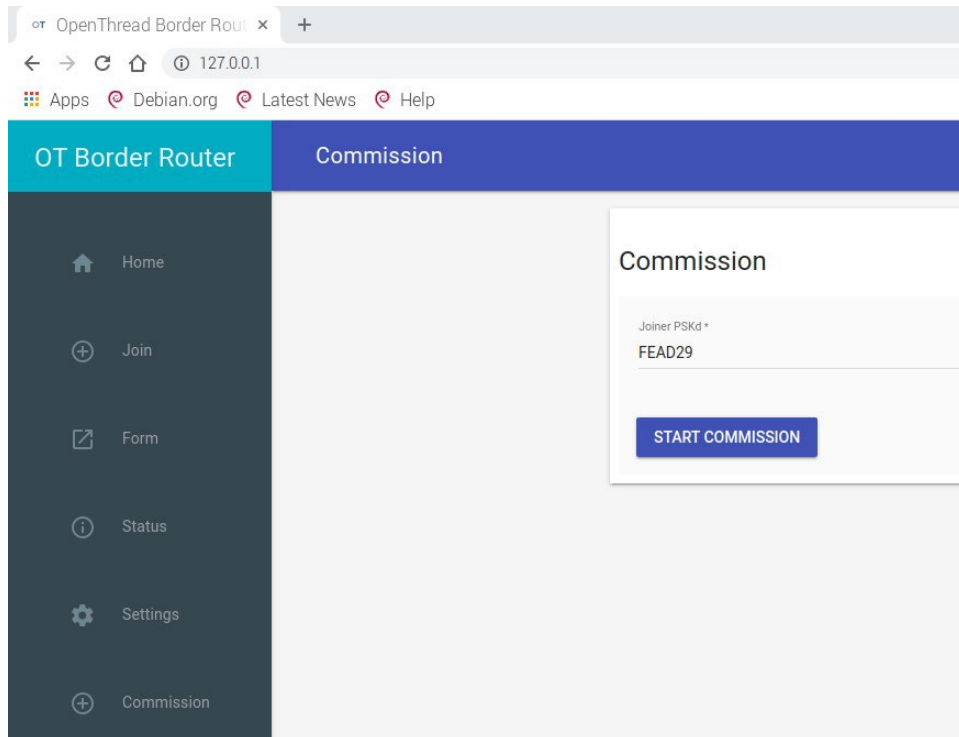 OT OpenThread Border Rout
127.0.0.1
Apps Debian.org Latest News Help
OT Border Router
Commission
Home
Join
Form
Status
Settings
Commission
Commission
Joiner PSKd *
FEAD29
START COMMISSION